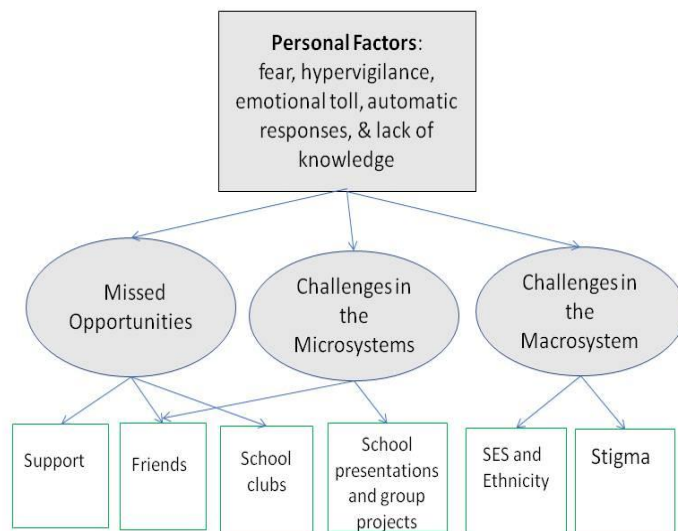 Personal Factors:
fear, hypervigilance,
emotional toll, automatic
responses, & lack of
knowledge
Missed
Opportunities
Challenges in
the
Microsystems
Challenges in
the
Macrosystem
Support
Friends
School
clubs
School
presentations
and group
projects
SES and
Ethnicity
Stigma